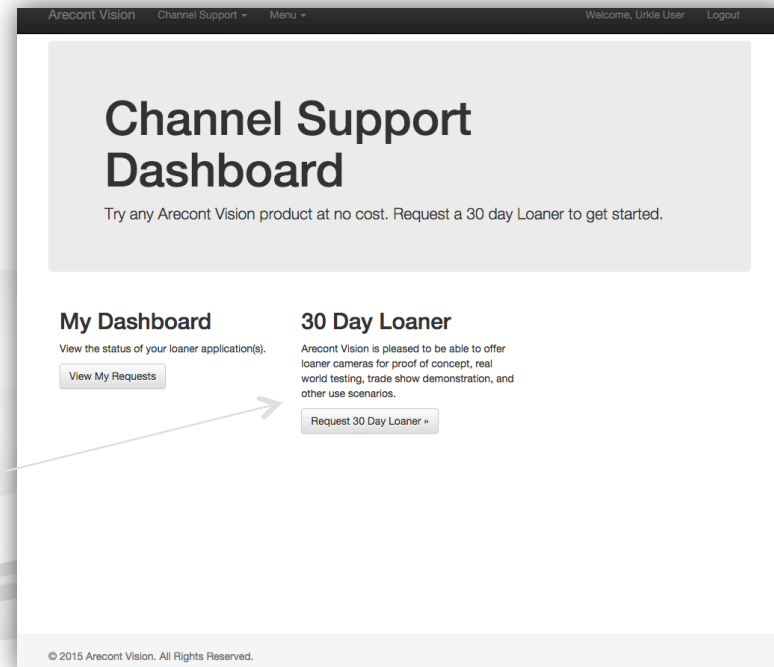 Arecont Vision Channel Support Menu Welcome, Urkle User Logout
Channel Support
Dashboard
Try any Arecont Vision product at no cost. Request a 30 day Loaner to get started.
My Dashboard
View the status of your loaner application(s).
View My Requests
30 Day Loaner
Arecont Vision is pleased to be able to offer
loaner cameras for proof of concept, real
world testing, trade show demonstration, and
other use scenarios.
Request 30 Day Loaner »
© 2015 Arecont Vision. All Rights Reserved.